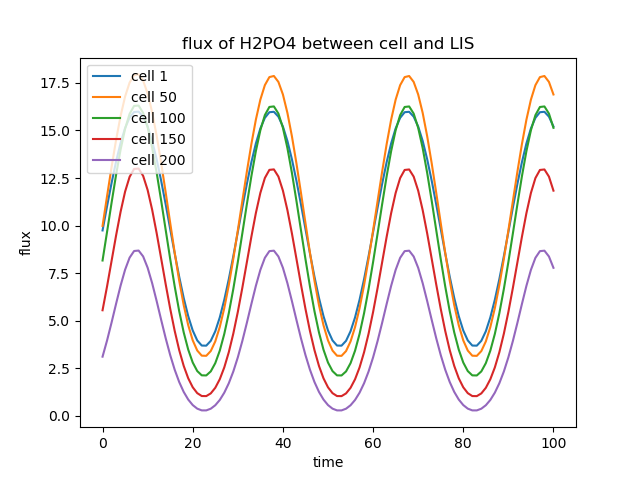 flux of H2PO4 between cell and LIS
cell 1
cell 50
cell 100
cell 150
cell 200
17.5
15.0
12.5
10.0
7.5
5.0
2.5
0.0
flux
0 20 40 60 80 100
time